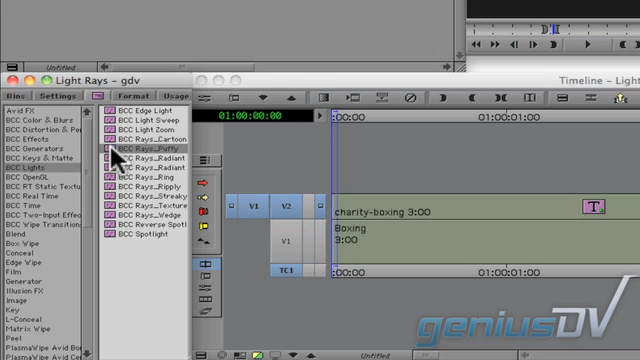 Untitled
Light Rays - gdv
Timeline - Light
Bins
Settings
Format
Usage
Avid FX
BCC Color & Blurs
BCC Distortion & Pe
BCC Effects
BCC Generators
BCC Keys & Matte
BCC Lights
BCC OpenGL
BCC RT Static Textu
BCC Real Time
BCC Time
BCC Two-Input Effe
BCC Wipe Transition
Blend
Box Wipe
Conceal
Edge Wipe
Film
Generator
Illusion FX
Image
Key
L-Conceal
Matrix Wipe
Peel
PlasmaWipe Avid Ce
BCC Edge Light
BCC Light Sweep
BCC Light Zoom
BCC Rays_Cartoon
BCC Rays_Puffy
BCC Rays_Radiant
BCC Rays_Radiant
BCC Rays_Ring
BCC Rays_Ripply
BCC Rays_Streaky
BCC Rays_Texture
BCC Rays_Wedge
BCC Reverse Spotl
BCC Spotlight
01:00:00:00
V1
V2
charity-boxing 3:00
T
V1
Boxing
3:00
TC1
:00:00
01:00:01:00
:00:00
01:00:01:00
geniusDV
Untitled